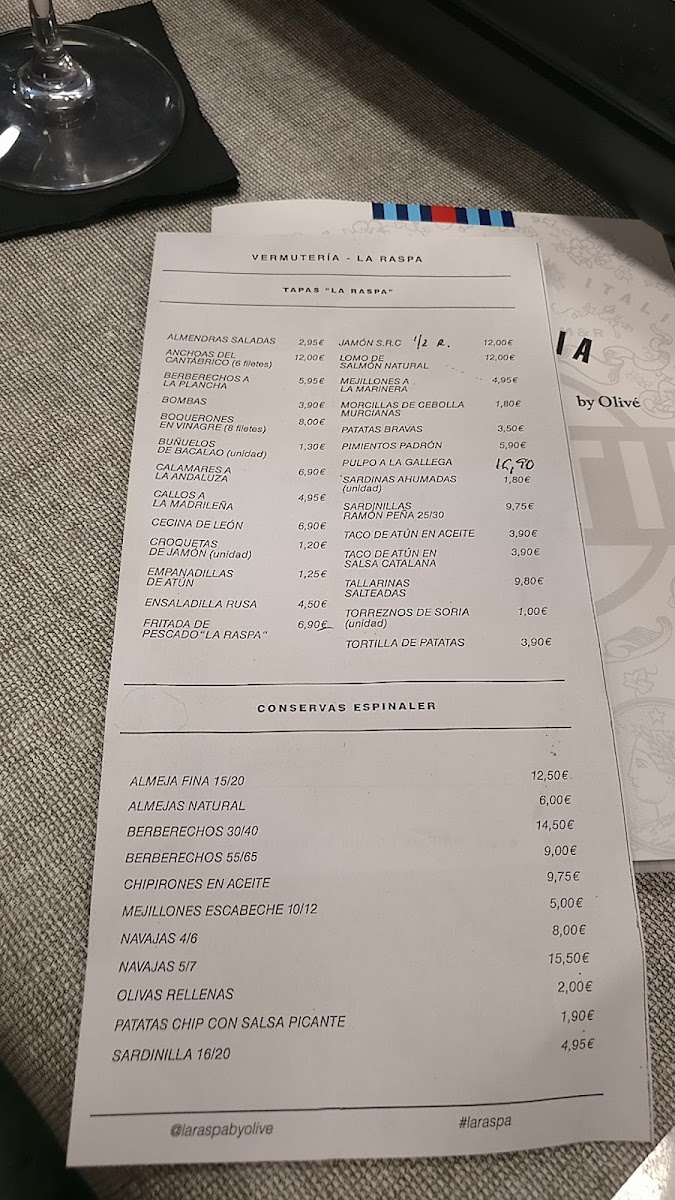 VERMUTERÍA - LA RASPA
TAPAS "LA RASPA"
ALMENDRAS SALADAS 2,95€
ANCHOAS DEL 12,00€
CANTÁBRICO (6 filetes)
BERBERECHOS A 5,95€
LA PLANCHA
BOMBAS 3,90€
BOQUERONES 8,00€
EN VINAGRE (8 filetes)
BUÑUELOS
DE BACALAO (unidad) 1,30€
CALAMARES A 6,90€
LA ANDALUZA
CALLOS A 4,95€
LA MADRILEÑA
CECINA DE LEÓN 6,90€
CROQUETAS 1,20€
DE JAMÓN (unidad)
EMPANADILLAS 1,25€
DE ATÚN
ENSALADILLA RUSA 4,50€
FRITADA DE 6,90€
PESCADO "LA RASPA"
JAMÓN S.R.C 1/2 R. 12,00€
LOMO DE 12,00€
SALMÓN NATURAL
MEJILLONES A 4,95€
LA MARINERA
MORCILLAS DE CEBOLLA 1,80€
MURCIANAS
PATATAS BRAVAS 3,50€
PIMIENTOS PADRÓN 5,90€
PULPO A LA GALLEGA
SARDINAS AHUMADAS 1,80€
(unidad)
SARDINILLAS 9,75€
RAMÓN PEÑA 25/30
TACO DE ATÚN EN ACEITE 3,90€
TACO DE ATÚN EN 3,90€
SALSA CATALANA
TALLARINAS 9,80€
SALTEADAS
TORREZNOS DE SORIA 1,00€
(unidad)
TORTILLA DE PATATAS 3,90€
CONSERVAS ESPINALER
ALMEJA FINA 15/20 12,50€
ALMEJAS NATURAL 6,00€
BERBERECHOS 30/40 14,50€
BERBERECHOS 55/65 9,00€
CHIPIRONES EN ACEITE 9,75€
MEJILLONES ESCABECHE 10/12 5,00€
NAVAJAS 4/6 8,00€
NAVAJAS 5/7 15,50€
OLIVAS RELLENAS 2,00€
PATATAS CHIP CON SALSA PICANTE 1,90€
SARDINILLA 16/20 4,95€
@laraspabyolive #laraspa
by Olivé